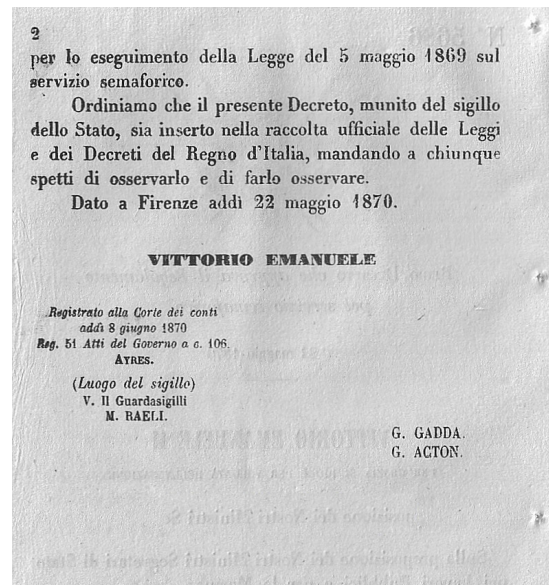 2
per lo eseguimento della Legge del 5 maggio 1869 sul
servizio semaforico.
Ordiniamo che il presente Decreto, munito del sigillo
dello Stato, sia inserto nella raccolta ufficiale delle Leggi
e dei Decreti del Regno d'Italia, mandando a chiunque
spetti di osservarlo e di farlo osservare.
Dato a Firenze addì 22 maggio 1870.
VITTORIO EMANUELE
Registrato alla Corte dei conti
addì 8 giugno 1870
Reg. 51 Atti del Governo a c. 106.
AYRES.
(Luogo del sigillo)
V. Il Guardasigilli
M. RAELI.
G. GADDA.
G. ACTON.